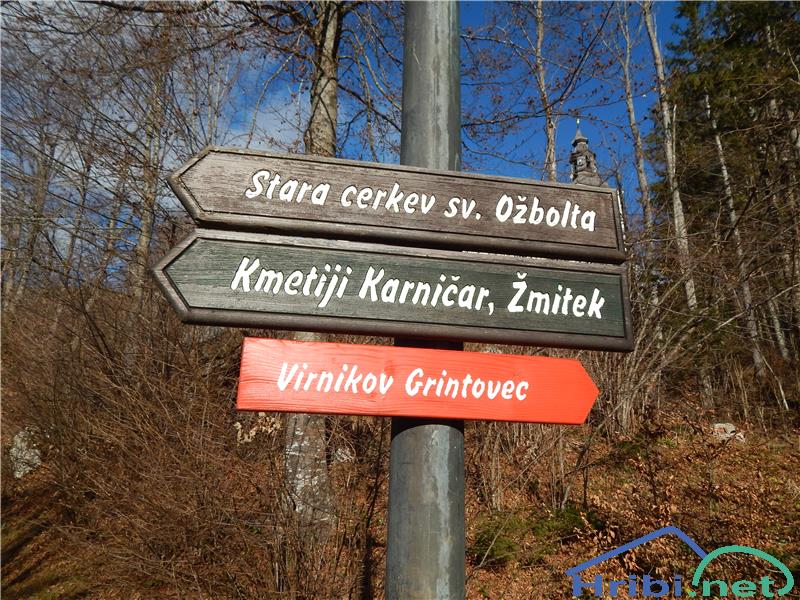 Stara cerkev sv. Ožbolta
Kmetiji Karničar, Žmitek
Virnikov Grintovec
Hribi.net